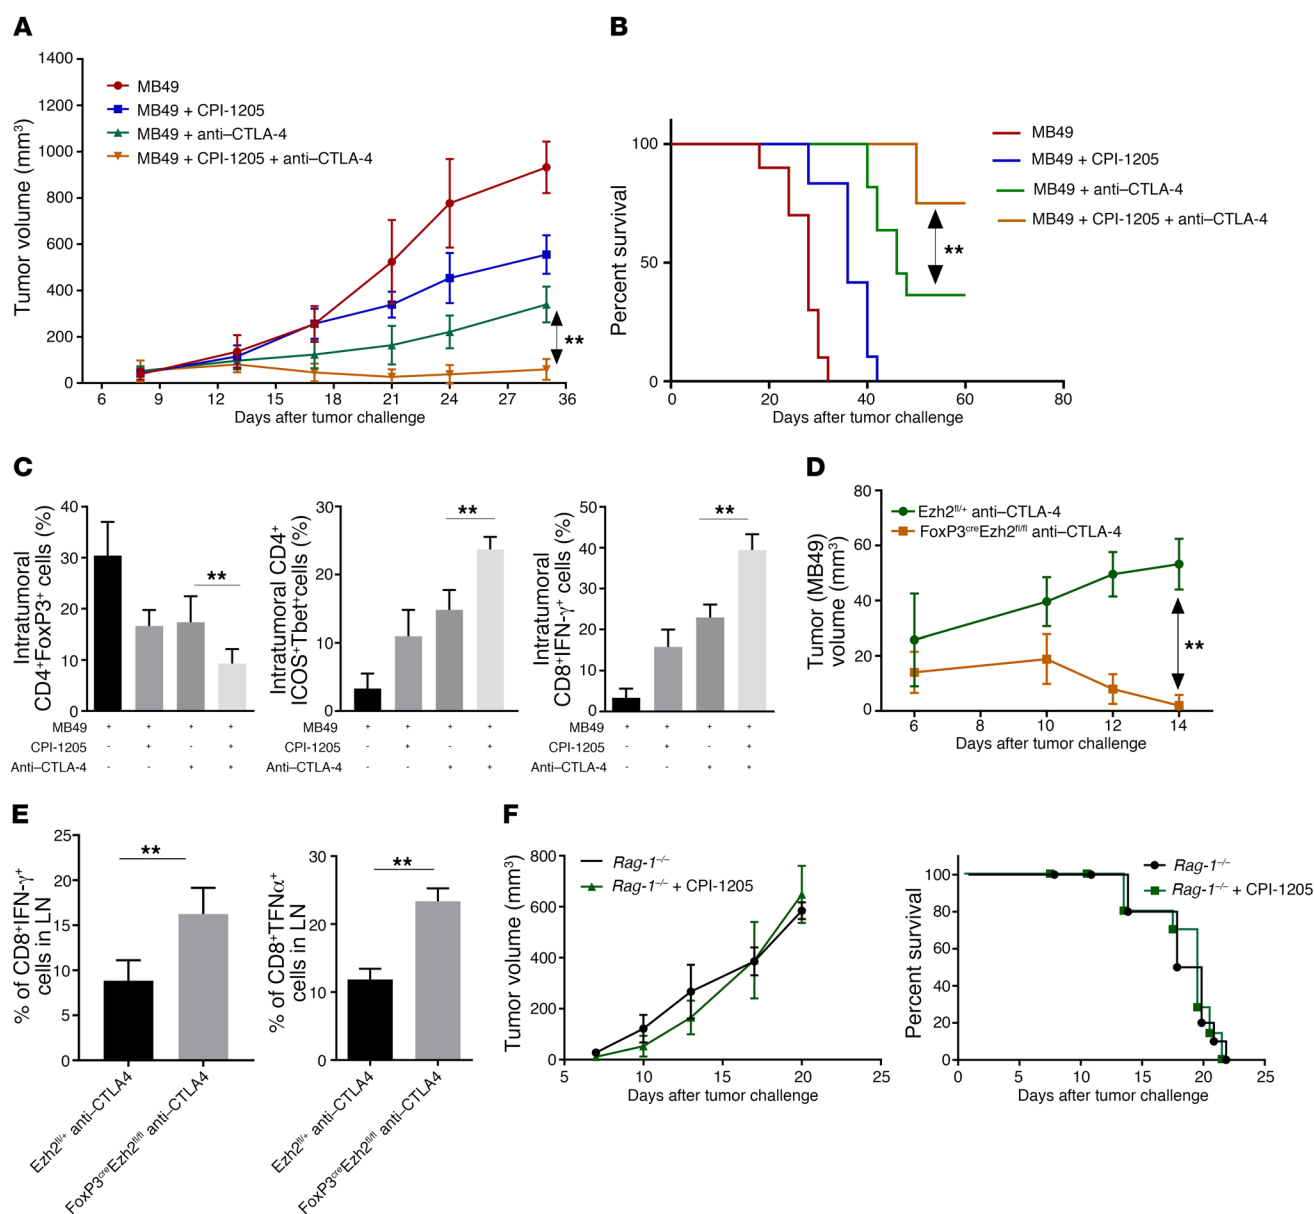 A
Tumor volume (mm³)
1400
1200
1000
800
600
400
200
0
MB49
MB49 + CPI-1205
MB49 + anti–CTLA-4
MB49 + CPI-1205 + anti–CTLA-4
**
6 9 12 15 18 21 24 27 36
Days after tumor challenge
B
Percent survival
100
50
0
MB49
MB49 + CPI-1205
MB49 + anti–CTLA-4
MB49 + CPI-1205 + anti–CTLA-4
**
0 20 40 60 80
Days after tumor challenge
C
Intratumoral
CD4⁺FoxP3⁺ cells (%)
40
30
20
10
0
**
MB49 + + + +
CPI-1205 - + - +
Anti–CTLA-4 - - + +
Intratumoral CD4⁺
ICOS⁺Tbet⁺cells (%)
30
20
10
0
**
MB49 + + + +
CPI-1205 - + - +
Anti–CTLA-4 - - + +
Intratumoral
CD8⁺IFN-γ⁺ cells (%)
50
40
30
20
10
0
**
MB49 + + + +
CPI-1205 - + - +
Anti–CTLA-4 - - + +
D
Tumor (MB49)
volume (mm³)
80
60
40
20
0
Ezh2fl/+ anti–CTLA-4
FoxP3creEzh2fl/fl anti–CTLA-4
**
6 8 10 12 14
Days after tumor challenge
E
% of CD8⁺IFN-γ⁺
cells in LN
25
20
15
10
5
0
**
Ezh2fl/+ anti–CTLA4
FoxP3creEzh2fl/fl anti–CTLA4
% of CD8⁺TFNα⁺
cells in LN
30
20
10
0
**
Ezh2fl/+ anti–CTLA4
FoxP3creEzh2fl/fl anti–CTLA4
F
Tumor volume (mm³)
800
600
400
200
0
Rag-1–/–
Rag-1–/– + CPI-1205
5 10 15 20 25
Days after tumor challenge
Percent survival
100
80
60
40
20
0
Rag-1–/–
Rag-1–/– + CPI-1205
0 5 10 15 20 25
Days after tumor challenge